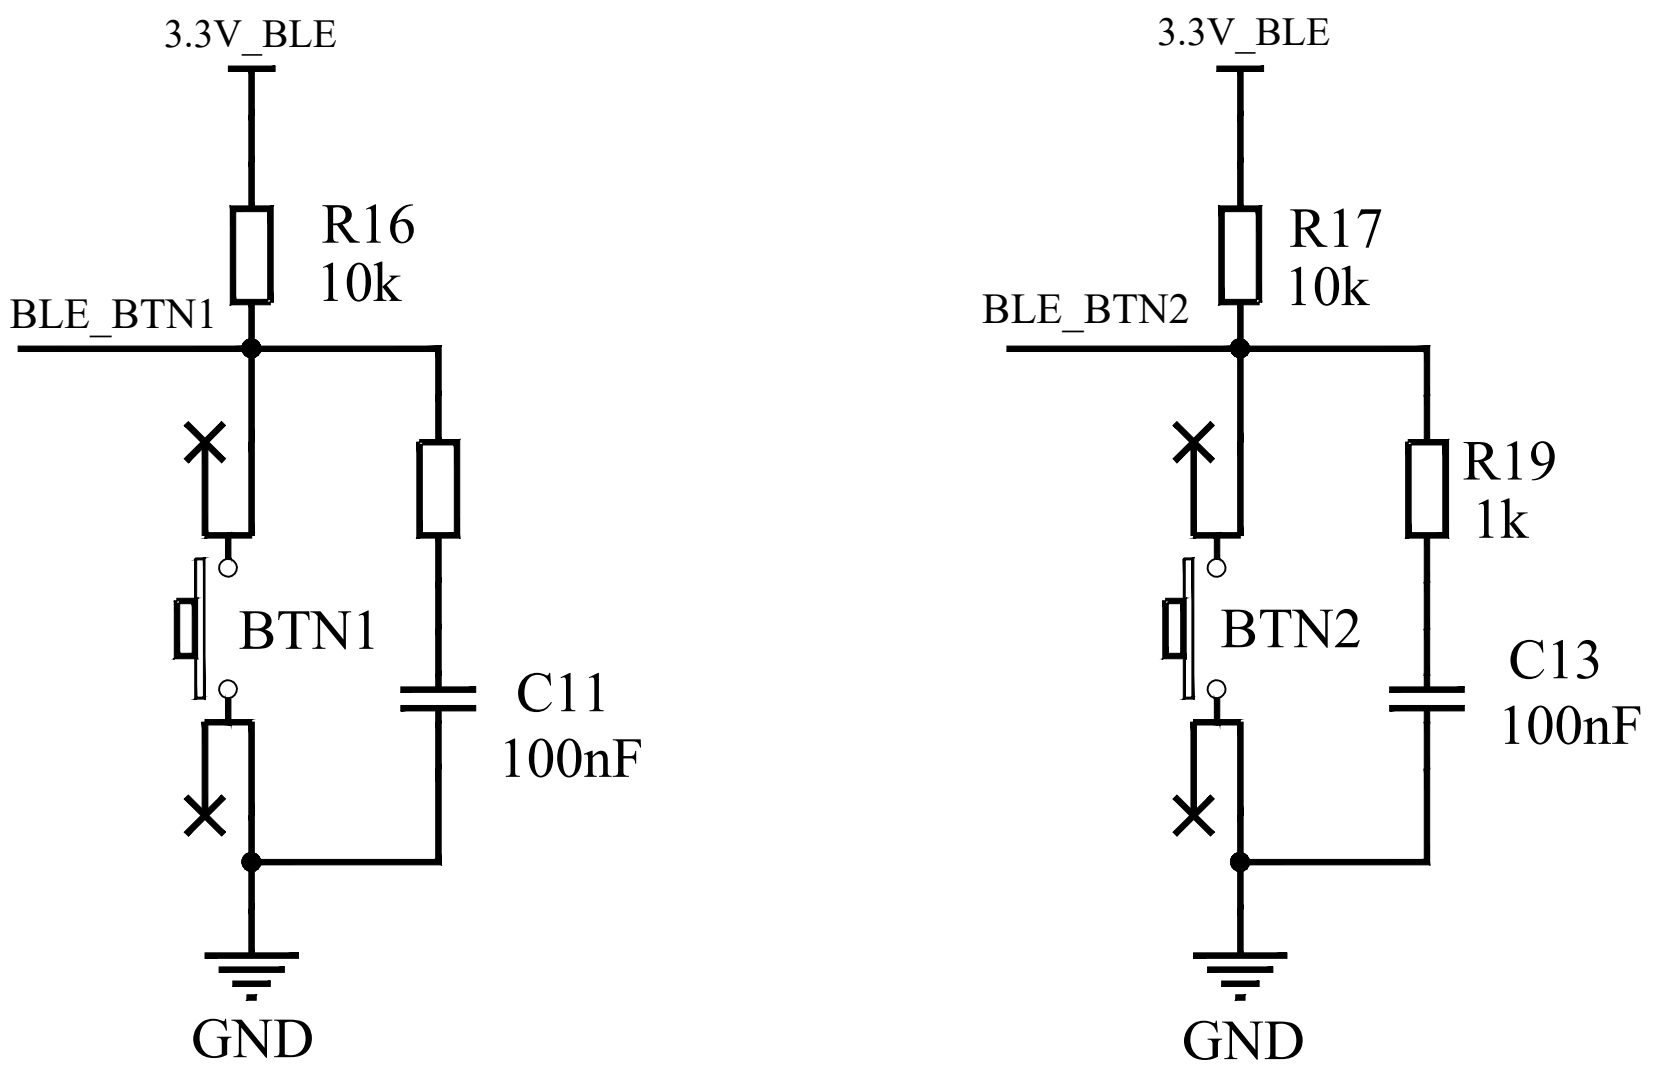 3.3V_BLE
R16
10k
BLE_BTN1
BTN1
C11
100nF
GND
3.3V_BLE
R17
10k
BLE_BTN2
R19
1k
BTN2
C13
100nF
GND